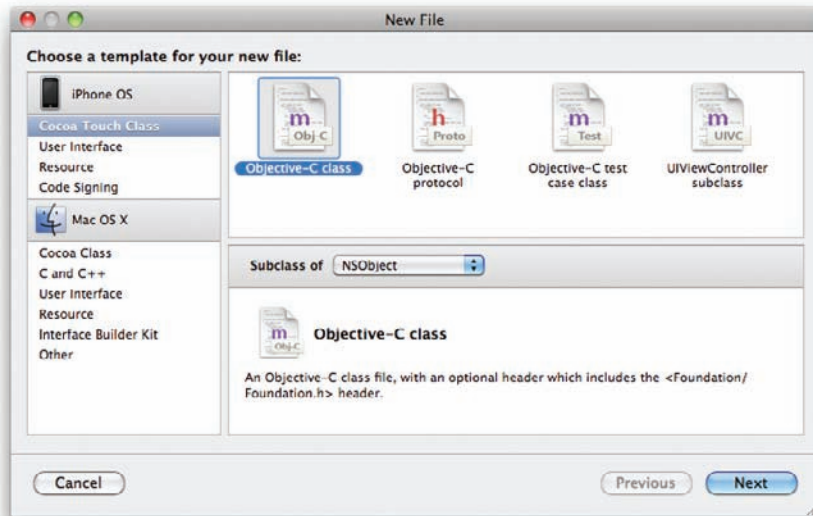 New File
Choose a template for your new file:
iPhone OS
Cocoa Touch Class
User Interface
Resource
Code Signing
Mac OS X
Cocoa Class
C and C++
User Interface
Resource
Interface Builder Kit
Other
m
Obj-C
Objective-C class
h
Proto
Objective-C
protocol
m
Test
Objective-C test
case class
m
UIVC
UIViewController
subclass
Subclass of NSObject
m
Obj-C
Objective-C class
An Objective-C class file, with an optional header which includes the <Foundation/
Foundation.h> header.
Cancel
Previous
Next